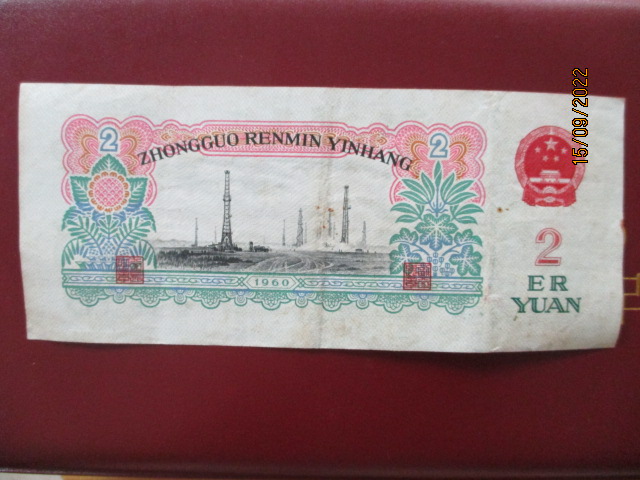 2
ZHONGGUO RENMIN YINHANG
2
1960
2
ER
YUAN
15/09/2022